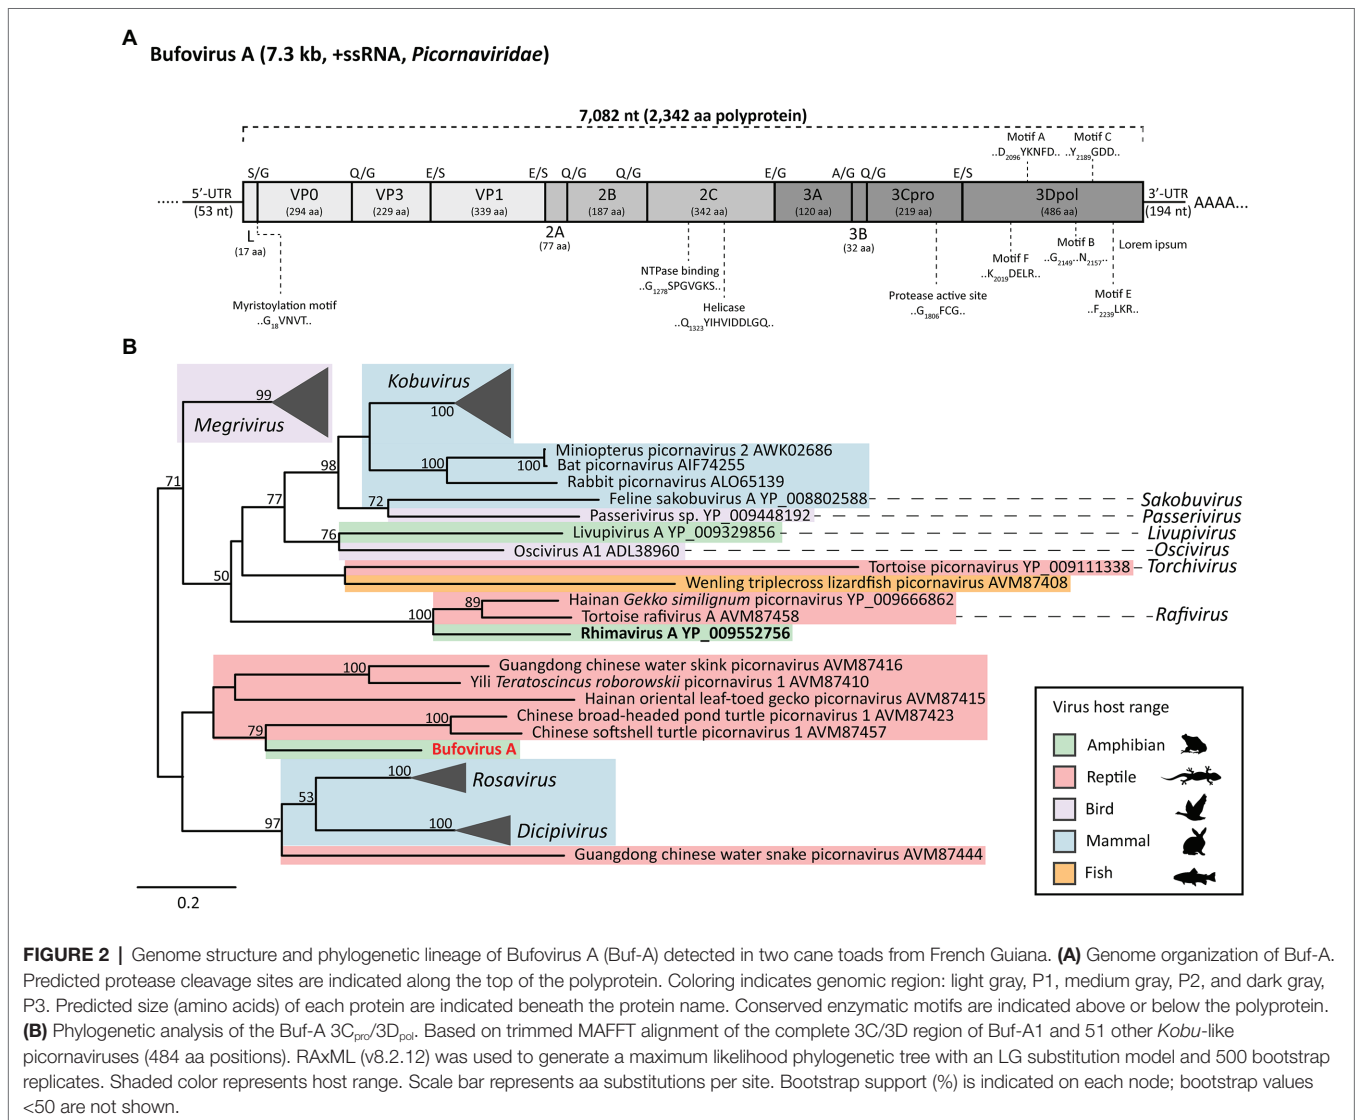 A
Bufovirus A (7.3 kb, +ssRNA, Picornaviridae)
7,082 nt (2,342 aa polyprotein)
Motif A
..D2096YKNFD..
Motif C
..Y2189GDD..
S/G Q/G E/S E/S Q/G Q/G E/G A/G Q/G E/S
5’-UTR
(53 nt)
VP0
(294 aa)
VP3
(229 aa)
VP1
(339 aa)
2B
(187 aa)
2C
(342 aa)
3A
(120 aa)
3Cpro
(219 aa)
3Dpol
(486 aa)
3’-UTR
(194 nt)
AAAA...
L
(17 aa)
2A
(77 aa)
3B
(32 aa)
Myristoylation motif
..G18VNVT..
NTPase binding
..G1278SPGVGKS..
Helicase
..Q1323YIHVIDDLGQ..
Protease active site
..G1806FCG..
Motif F
..K2019DELR..
Motif B
..G2149..N2157..
Lorem ipsum
Motif E
..F2239LKR..
B
99
Megrivirus
Kobuvirus
100
Miniopterus picornavirus 2 AWK02686
100
100
Bat picornavirus AIF74255
98
Rabbit picornavirus ALO65139
71
77
72
Feline sakobuvirus A YP_008802588
Sakobuvirus
Passerivirus sp. YP_009448192
Passerivirus
76
Livupivirus A YP_009329856
Livupivirus
Oscivirus A1 ADL38960
Oscivirus
Tortoise picornavirus YP_009111338
Torchivirus
50
Wenling triplecross lizardfish picornavirus AVM87408
89
Hainan Gekko similignum picornavirus YP_009666862
100
Tortoise rafivirus A AVM87458
Rafivirus
Rhimavirus A YP_009552756
100
Guangdong chinese water skink picornavirus AVM87416
Yili Teratoscincus roborowskii picornavirus 1 AVM87410
Hainan oriental leaf-toed gecko picornavirus AVM87415
100
Chinese broad-headed pond turtle picornavirus 1 AVM87423
79
Chinese softshell turtle picornavirus 1 AVM87457
Bufovirus A
100
Rosavirus
53
97
100
Dicipivirus
Guangdong chinese water snake picornavirus AVM87444
0.2
Virus host range
Amphibian
Reptile
Bird
Mammal
Fish
FIGURE 2 | Genome structure and phylogenetic lineage of Bufovirus A (Buf-A) detected in two cane toads from French Guiana. (A) Genome organization of Buf-A.
Predicted protease cleavage sites are indicated along the top of the polyprotein. Coloring indicates genomic region: light gray, P1, medium gray, P2, and dark gray,
P3. Predicted size (amino acids) of each protein are indicated beneath the protein name. Conserved enzymatic motifs are indicated above or below the polyprotein.
(B) Phylogenetic analysis of the Buf-A 3Cpro/3Dpol. Based on trimmed MAFFT alignment of the complete 3C/3D region of Buf-A1 and 51 other Kobu-like
picornaviruses (484 aa positions). RAxML (v8.2.12) was used to generate a maximum likelihood phylogenetic tree with an LG substitution model and 500 bootstrap
replicates. Shaded color represents host range. Scale bar represents aa substitutions per site. Bootstrap support (%) is indicated on each node; bootstrap values
<50 are not shown.